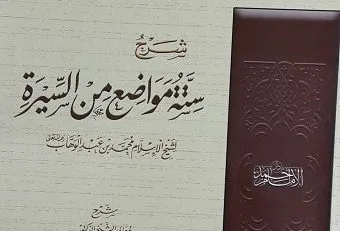 شرح
ستة مواضع من السيرة
لشيخ الإسلام محمد بن عبد الوهاب
شرح